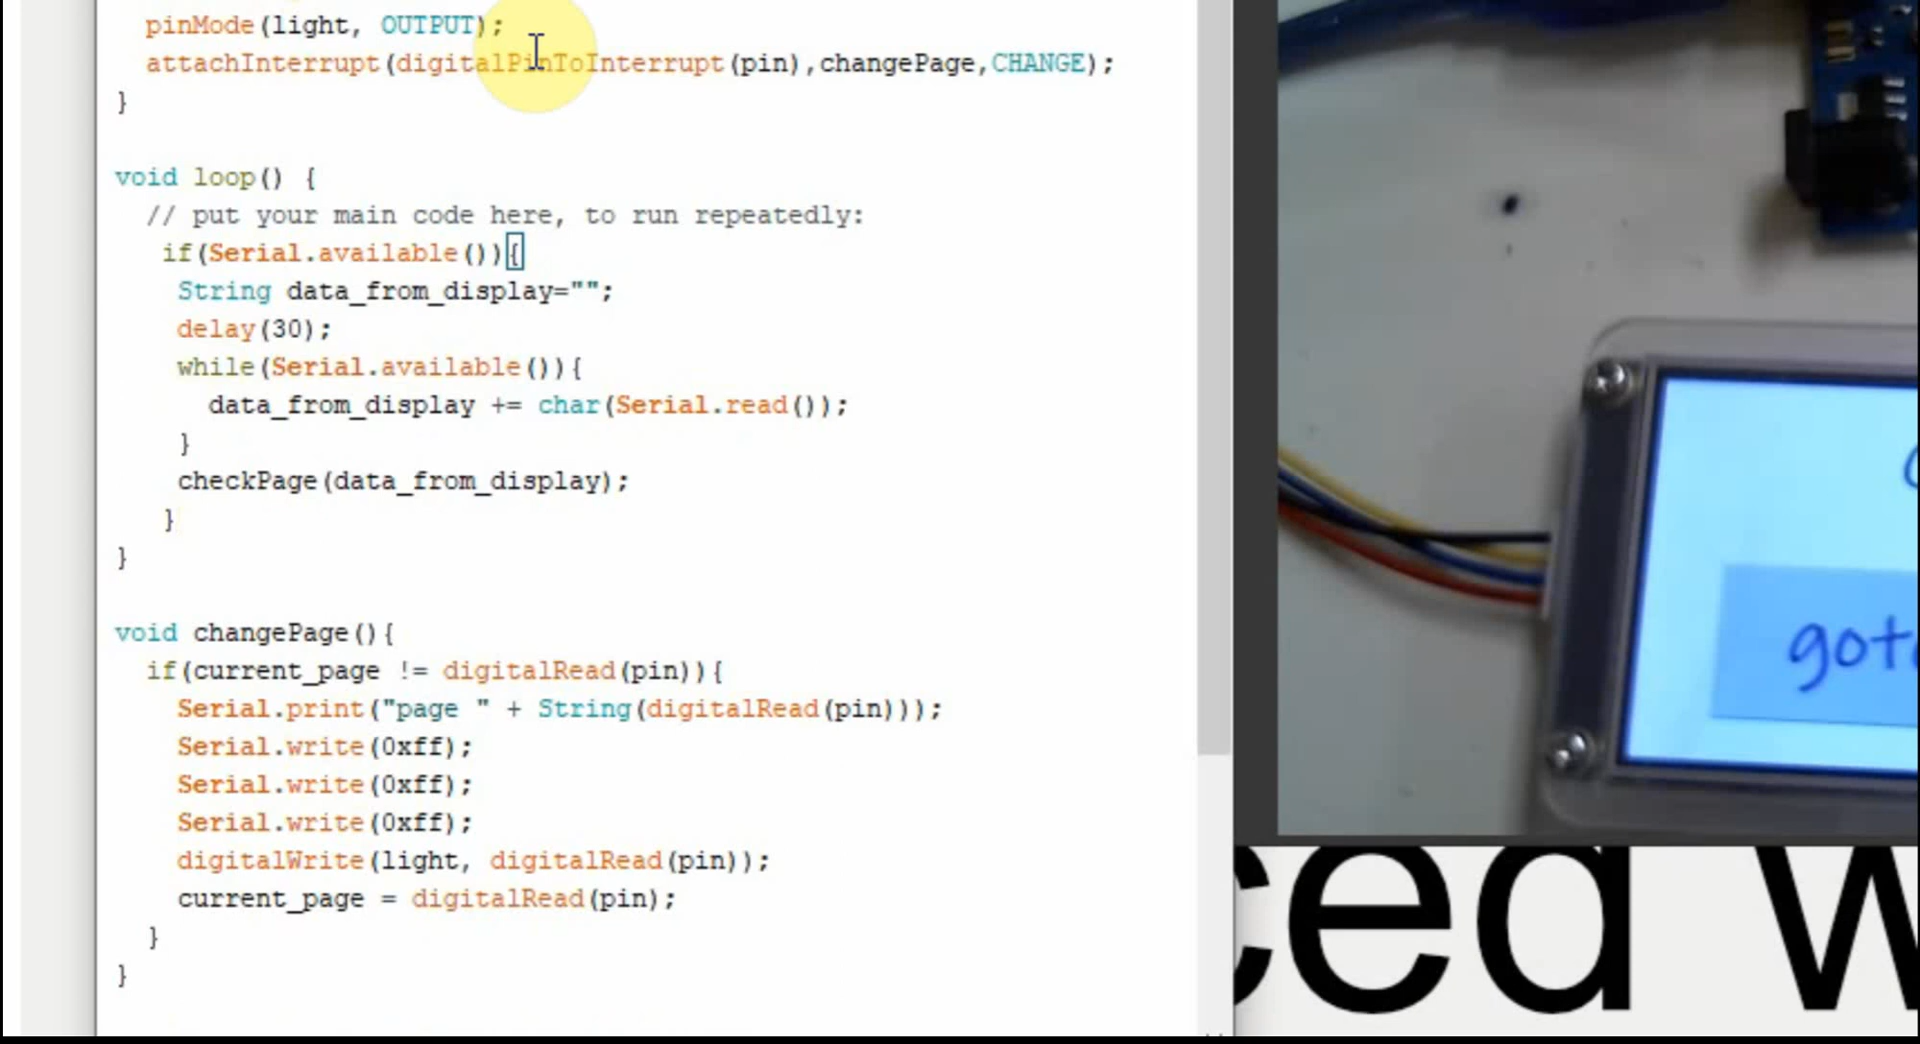 pinMode(light, OUTPUT);
attachInterrupt(digitalPinToInterrupt(pin),changePage,CHANGE);
}
void loop() {
// put your main code here, to run repeatedly:
if(Serial.available()){
String data_from_display="";
delay(30);
while(Serial.available()){
data_from_display += char(Serial.read());
}
checkPage(data_from_display);
}
}
void changePage(){
if(current_page != digitalRead(pin)){
Serial.print("page " + String(digitalRead(pin)));
Serial.write(0xff);
Serial.write(0xff);
Serial.write(0xff);
digitalWrite(light, digitalRead(pin));
current_page = digitalRead(pin);
}
}
goto
ced w